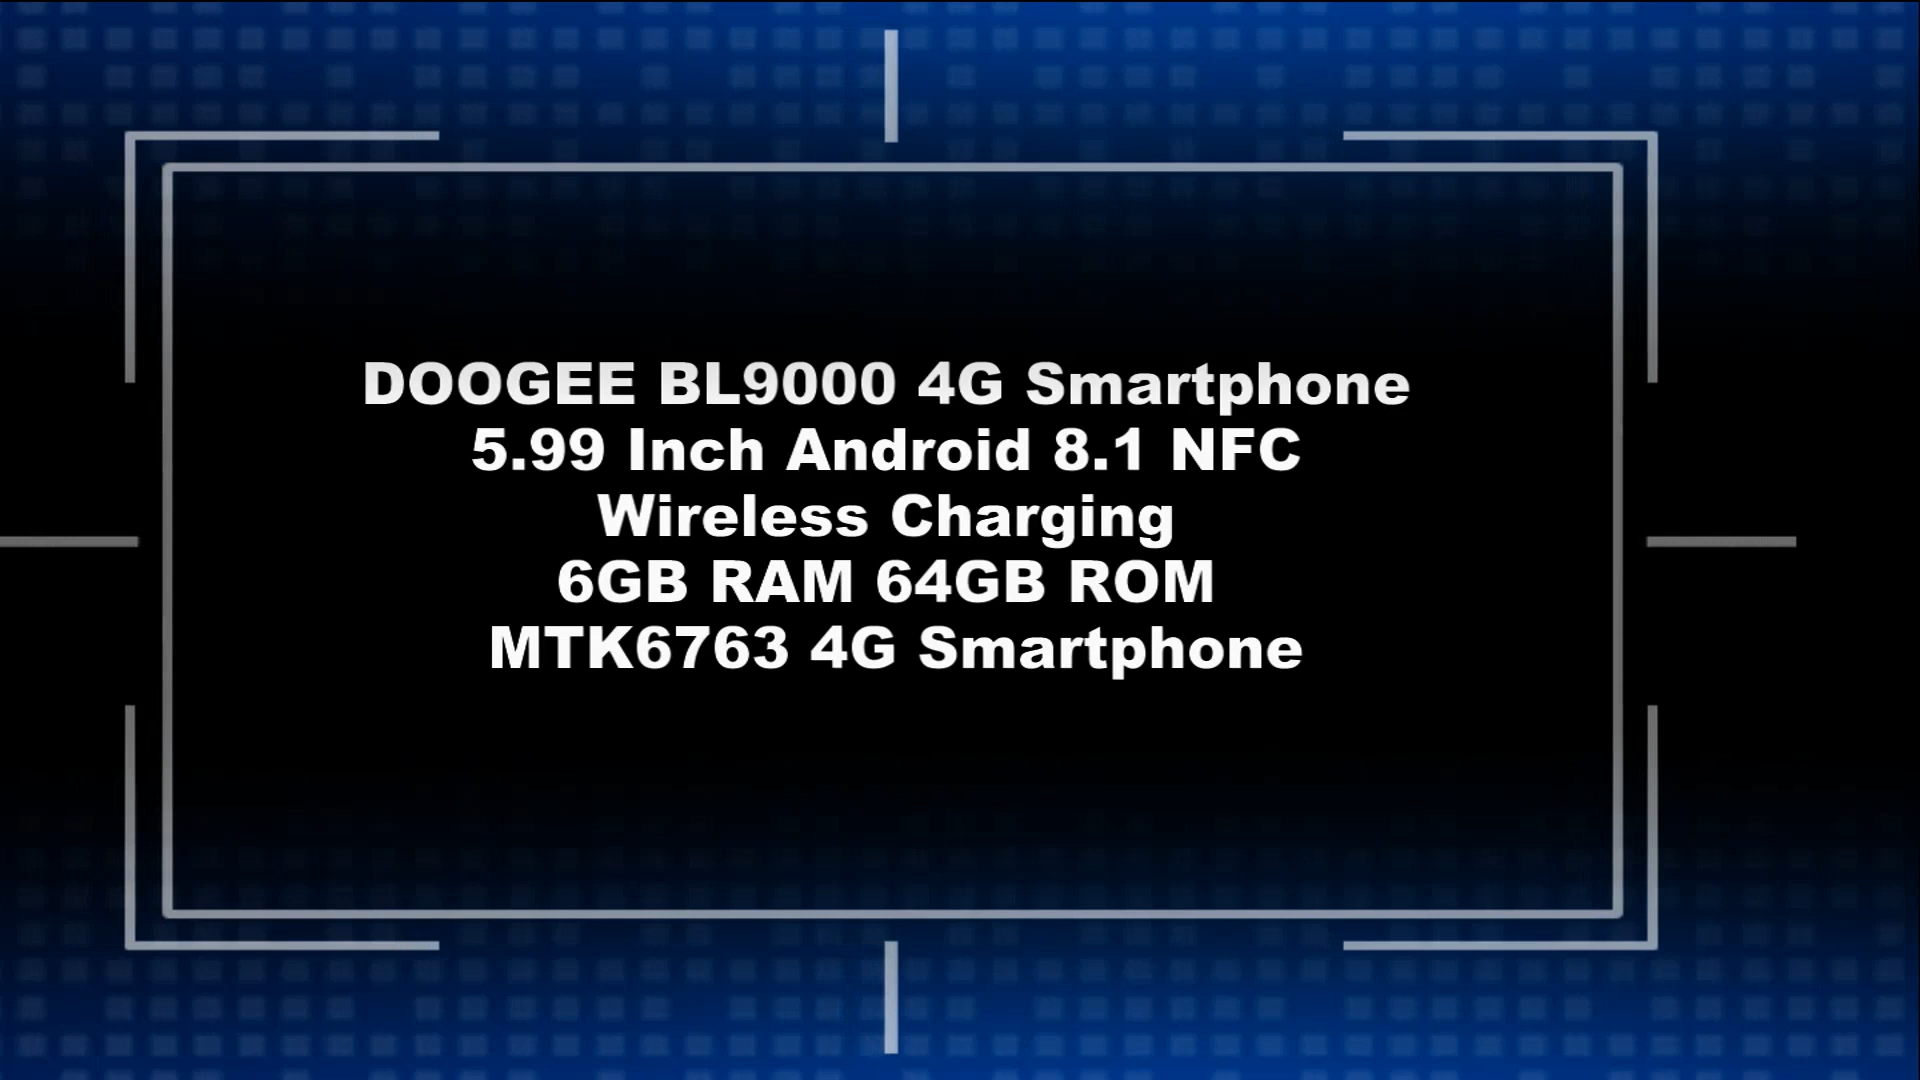 DOOGEE BL9000 4G Smartphone
5.99 Inch Android 8.1 NFC
Wireless Charging
6GB RAM 64GB ROM
MTK6763 4G Smartphone